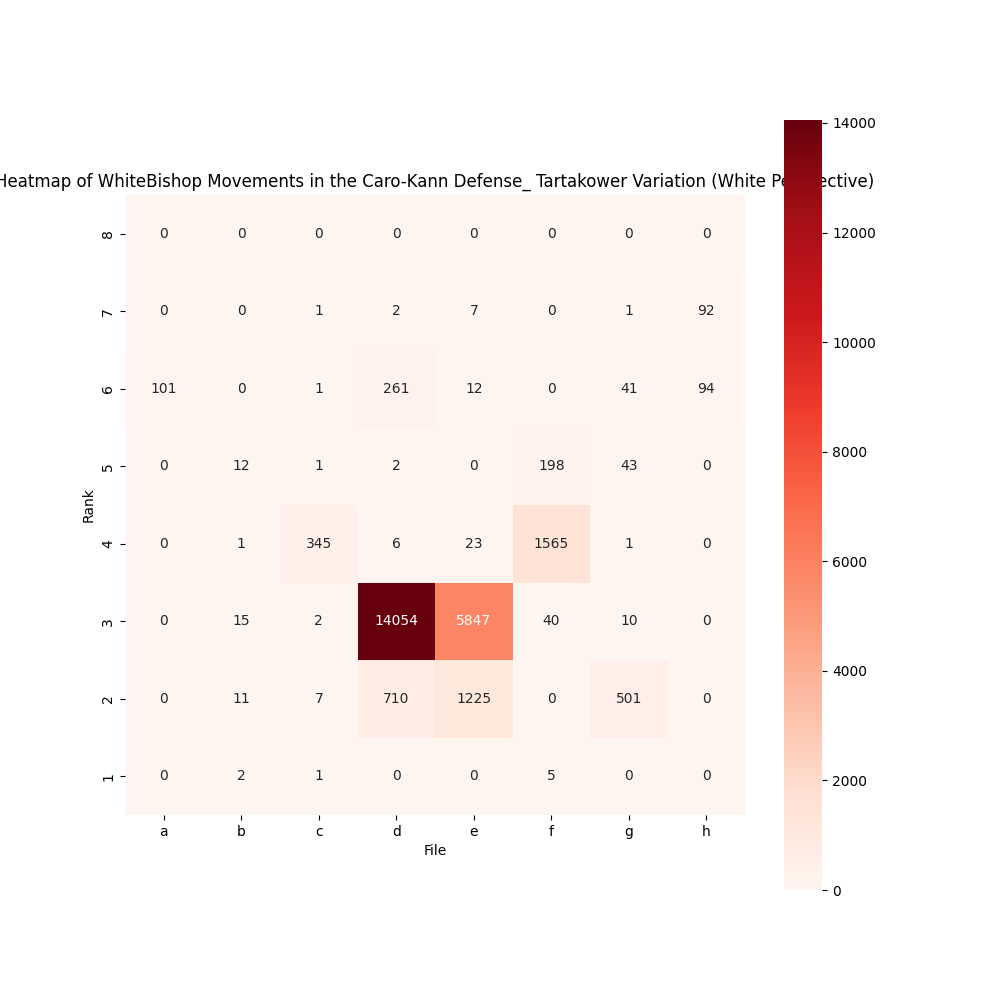 Heatmap of WhiteBishop Movements in the Caro-Kann Defense_ Tartakower Variation (White
8 0 0 0 0 0 0 0 0
7 0 0 1 2 7 0 1 92
6 101 0 1 261 12 0 41 94
5 0 12 1 2 0 198 43 0
4 0 1 345 6 23 1565 1 0
3 0 15 2 14054 5847 40 10 0
2 0 11 7 710 1225 0 501 0
1 0 2 1 0 0 5 0 0
a b c d e f g h
File
Rank
14000
12000
10000
8000
6000
4000
2000
0